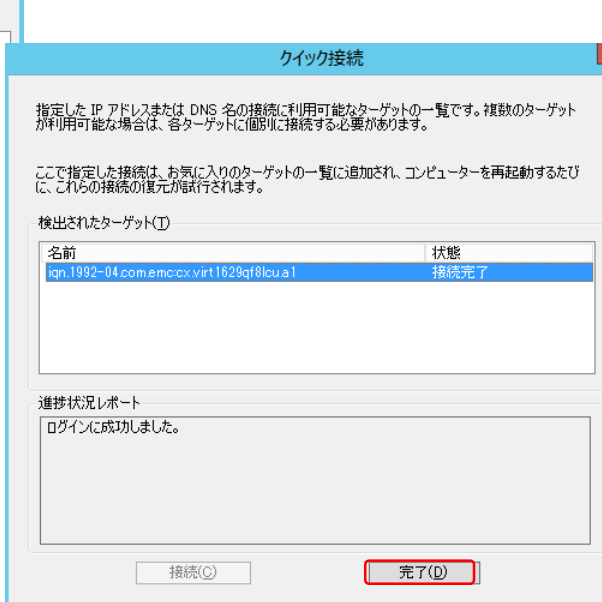 クイック接続
指定した IP アドレスまたは DNS 名の接続に利用可能なターゲットの一覧です。複数のターゲット
が利用可能な場合は、各ターゲットに個別に接続する必要があります。
ここで指定した接続は、お気に入りのターゲットの一覧に追加され、コンピューターを再起動するたび
に、これらの接続の復元が試行されます。
検出されたターゲット(T)
名前 状態
iqn.1992-04.com.emc:cx.virt1629qf8lcu.a1 接続完了
進捗状況レポート
ログインに成功しました。
接続(C) 完了(D)